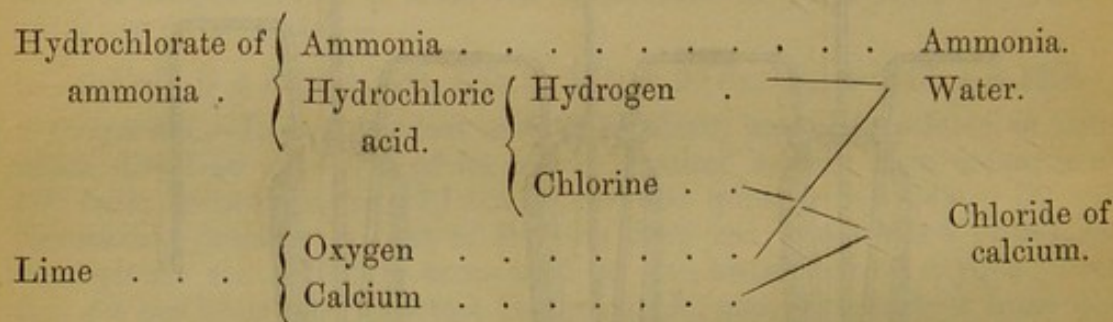 Hydrochlorate of { Ammonia . . . . . . . . . . Ammonia.
ammonia . Hydrochloric { Hydrogen . Water.
acid.
Chlorine . .
Chloride of
Lime . . . { Oxygen . . . . . . . calcium.
Calcium . . . . . . .